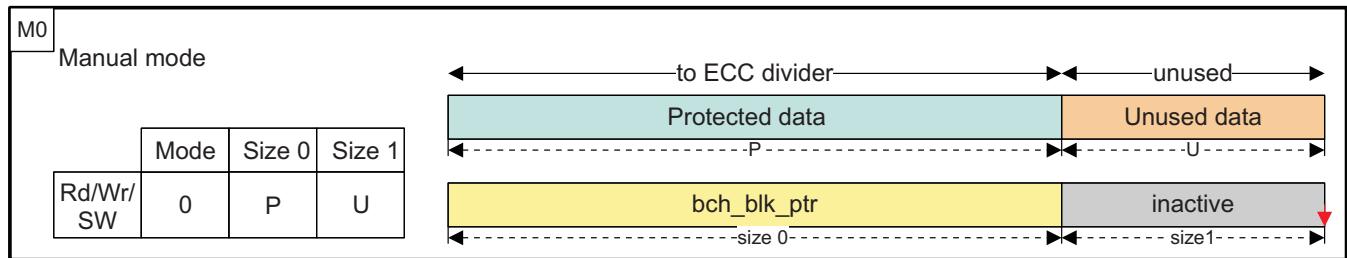 M0
Manual mode
to ECC divider unused
Protected data Unused data
P U
Mode Size 0 Size 1
Rd/Wr/
SW 0 P U
bch_blk_ptr inactive
size 0 size1